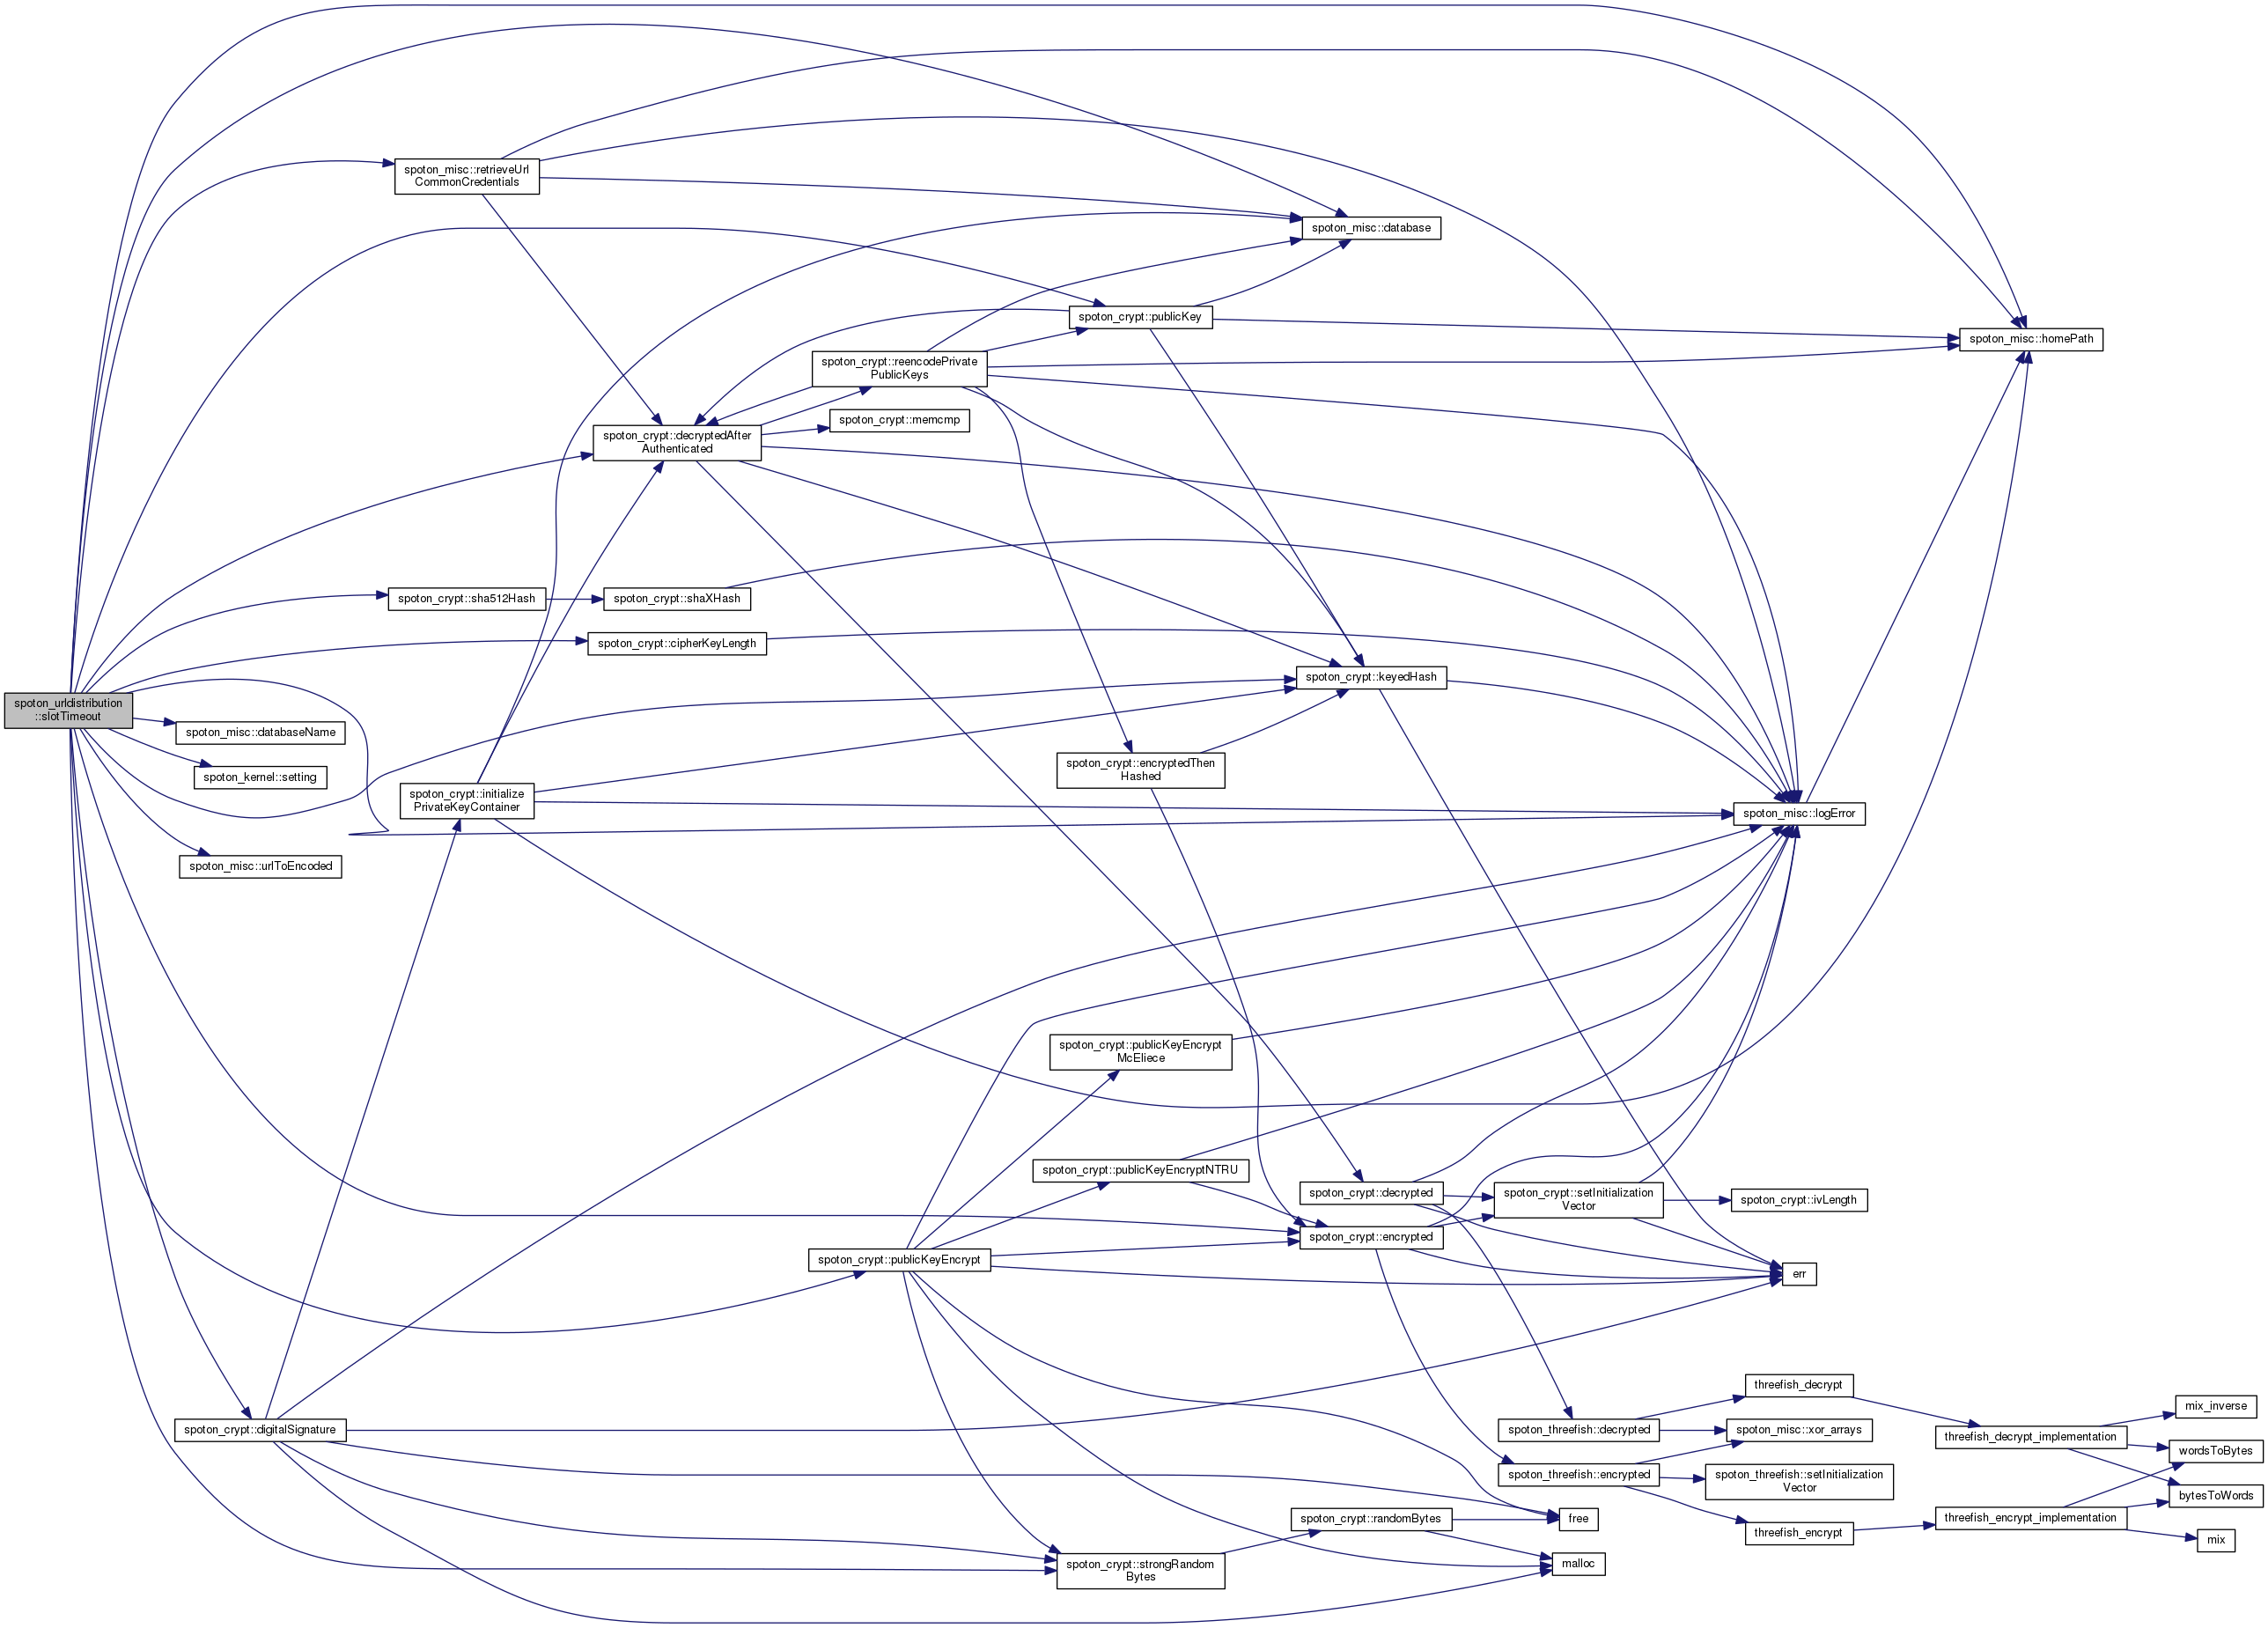 spoton_misc::retrieveUrl
CommonCredentials
spoton_misc::database
spoton_crypt::publicKey
spoton_misc::homePath
spoton_crypt::reencodePrivate
PublicKeys
spoton_crypt::memcmp
spoton_crypt::decryptedAfter
Authenticated
spoton_crypt::sha512Hash
spoton_crypt::shaXHash
spoton_crypt::cipherKeyLength
spoton_crypt::keyedHash
spoton_urldistribution
::slotTimeout
spoton_misc::databaseName
spoton_kernel::setting
spoton_crypt::encryptedThen
Hashed
spoton_crypt::initialize
PrivateKeyContainer
spoton_misc::logError
spoton_misc::urlToEncoded
spoton_crypt::publicKeyEncrypt
McEliece
spoton_crypt::publicKeyEncryptNTRU
spoton_crypt::decrypted
spoton_crypt::setInitialization
Vector
spoton_crypt::ivLength
spoton_crypt::encrypted
spoton_crypt::publicKeyEncrypt
err
threefish_decrypt
mix_inverse
spoton_crypt::digitalSignature
spoton_threefish::decrypted
spoton_misc::xor_arrays
threefish_decrypt_implementation
wordsToBytes
spoton_threefish::encrypted
spoton_threefish::setInitialization
Vector
bytesToWords
spoton_crypt::randomBytes
free
threefish_encrypt
threefish_encrypt_implementation
mix
spoton_crypt::strongRandom
Bytes
malloc